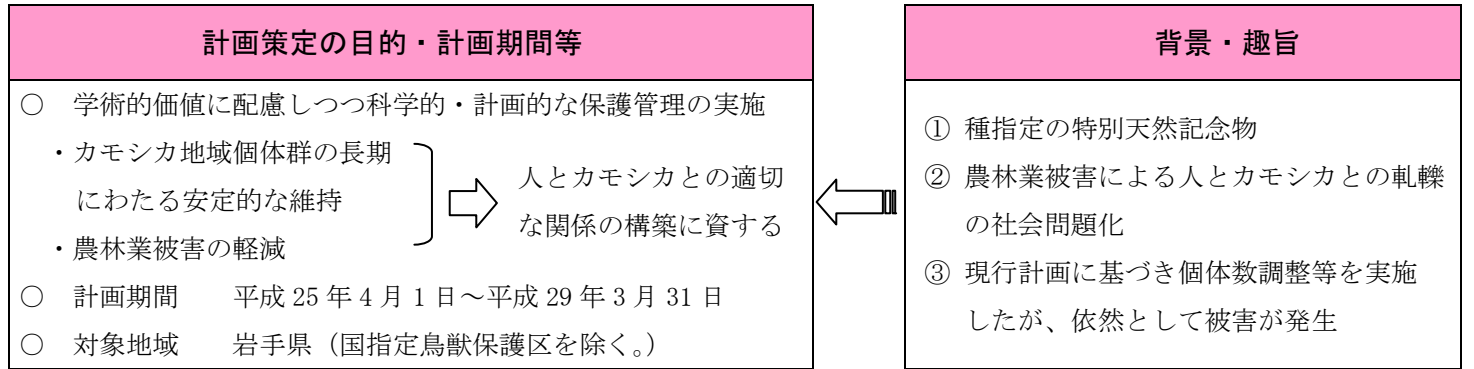 計画策定の目的・計画期間等
○ 学術的価値に配慮しつつ科学的・計画的な保護管理の実施
・カモシカ地域個体群の長期
にわたる安定的な維持
・農林業被害の軽減
人とカモシカとの適切
な関係の構築に資する
○ 計画期間 平成 25 年 4 月 1 日～平成 29 年 3 月 31 日
○ 対象地域 岩手県（国指定鳥獣保護区を除く。）
背景・趣旨
① 種指定の特別天然記念物
② 農林業被害による人とカモシカとの軋轢
の社会問題化
③ 現行計画に基づき個体数調整等を実施
したが、依然として被害が発生